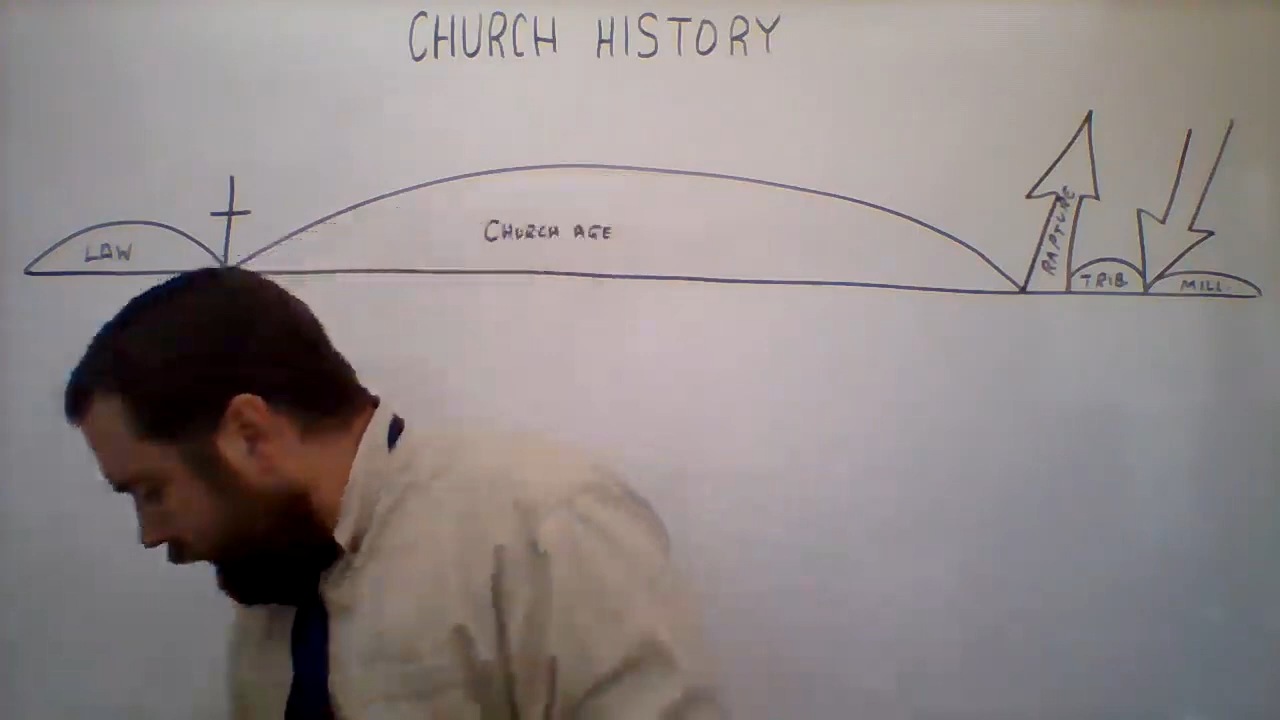 CHURCH HISTORY
LAW
CHURCH AGE
RAPTURE
TRIB
MILL.